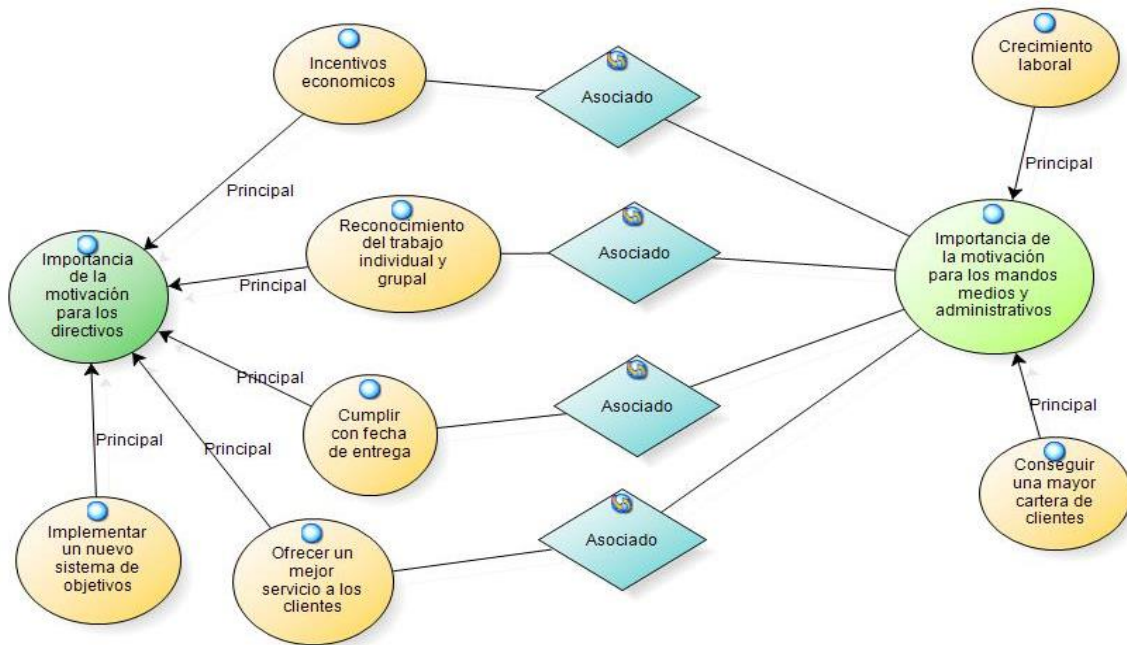 Incentivos
economicos
Asociado
Crecimiento
laboral
Principal
Principal
Reconocimiento
del trabajo
individual y
grupal
Asociado
Importancia de
la motivación
para los mandos
medios y
administrativos
Importancia
de la
motivación
para los
directivos
Principal
Principal
Cumplir
con fecha
de entrega
Asociado
Principal
Principal
Principal
Conseguir
una mayor
cartera de
clientes
Implementar
un nuevo
sistema de
objetivos
Ofrecer un
mejor
servicio a los
clientes
Asociado